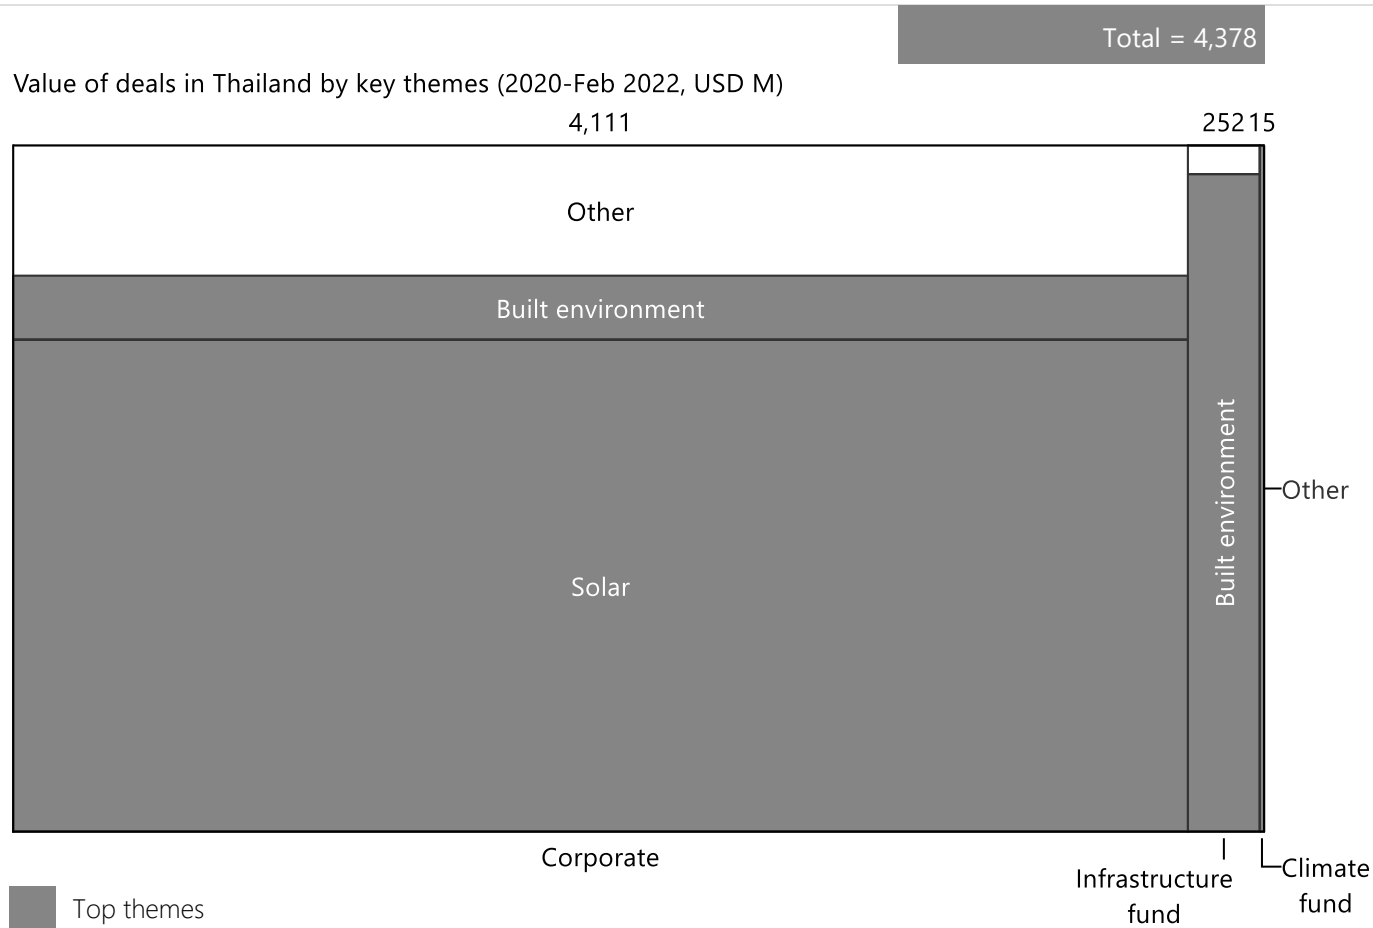 Total = 4,378
Value of deals in Thailand by key themes (2020-Feb 2022, USD M)
4,111
252
15
Other
Built environment
Solar
Built environment
Other
Corporate
Infrastructure
fund
Climate
fund
Top themes